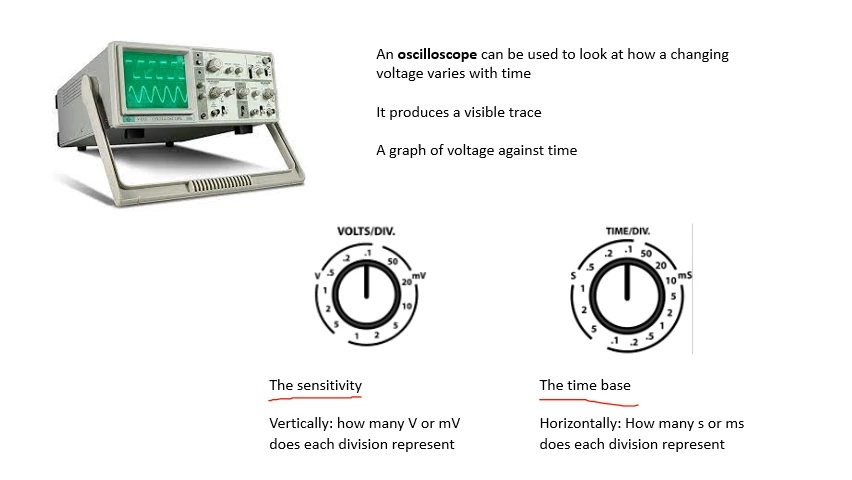 An oscilloscope can be used to look at how a changing
voltage varies with time
It produces a visible trace
A graph of voltage against time
VOLTS/DIV.
V .5 .2 .1 50 mV
1 20
2 10
5 1 2 5
TIME/DIV.
S .5 .2 .1 50 20 mS
1 10
2 5
5 .1 .2 .5 1 2
The sensitivity
The time base
Vertically: how many V or mV
does each division represent
Horizontally: How many s or ms
does each division represent